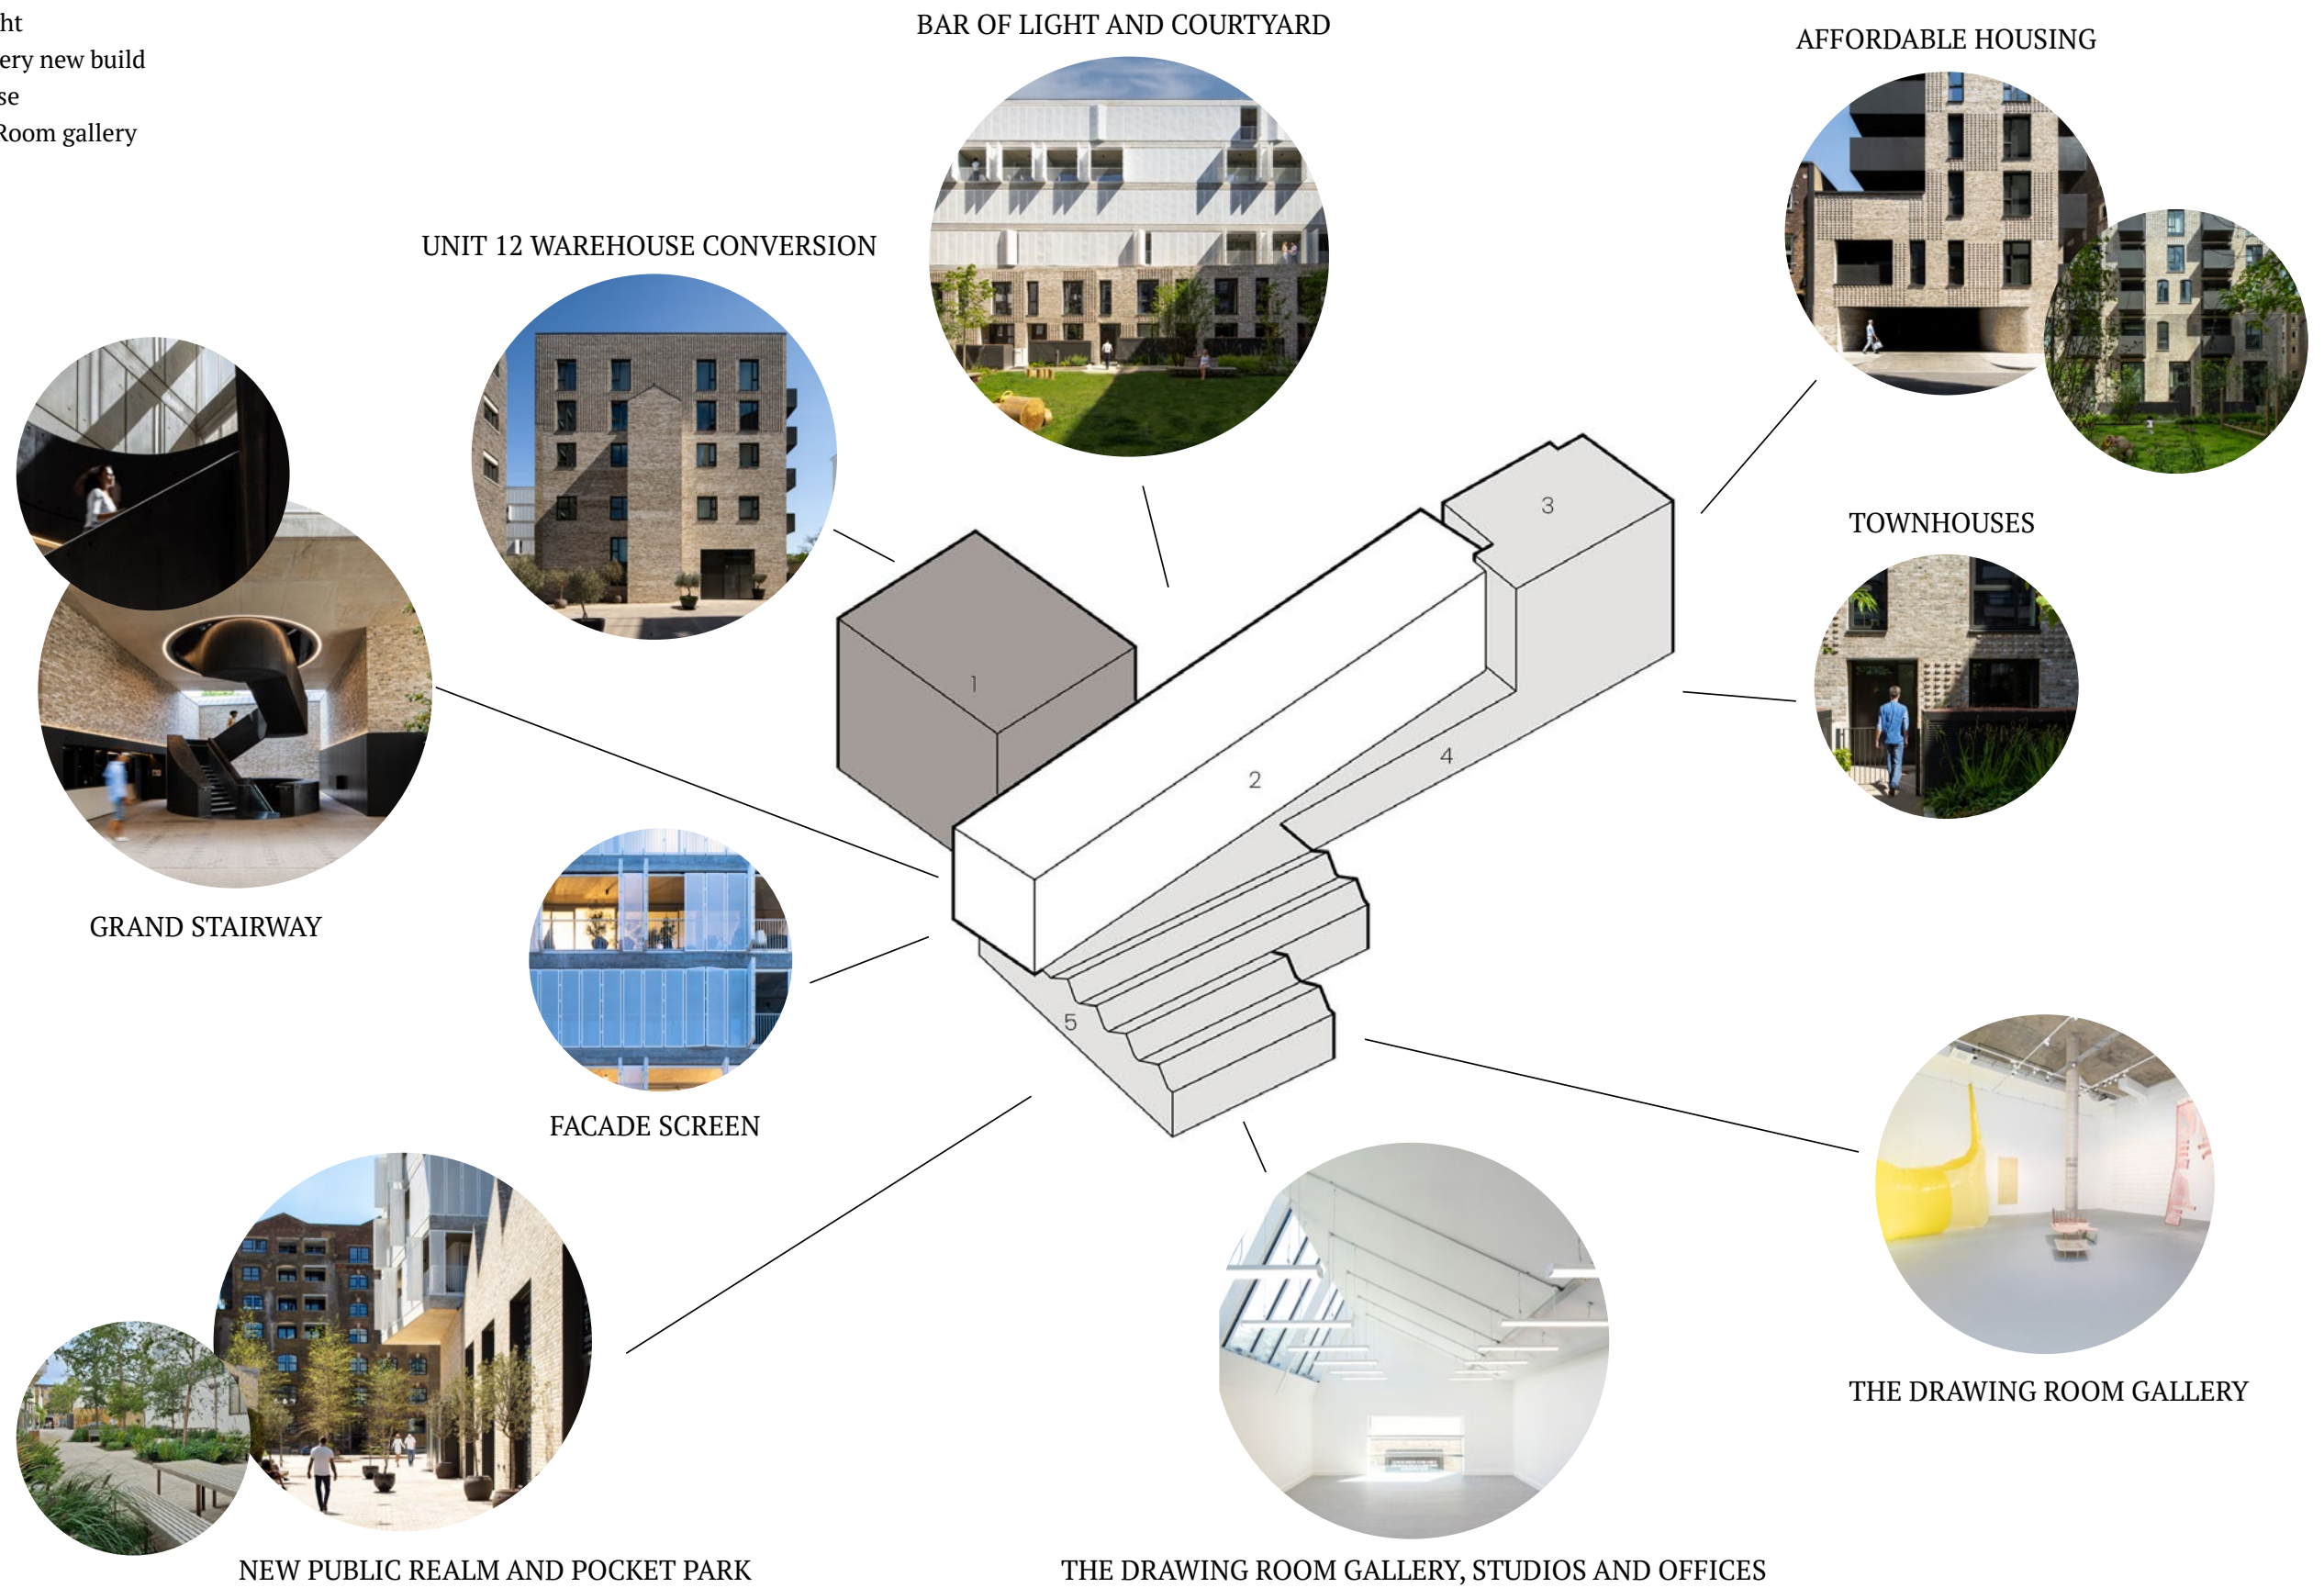 ht
ery new build
se
Room gallery
BAR OF LIGHT AND COURTYARD
AFFORDABLE HOUSING
UNIT 12 WAREHOUSE CONVERSION
TOWNHOUSES
3
1
2
4
5
GRAND STAIRWAY
FACADE SCREEN
THE DRAWING ROOM GALLERY
NEW PUBLIC REALM AND POCKET PARK
THE DRAWING ROOM GALLERY, STUDIOS AND OFFICES